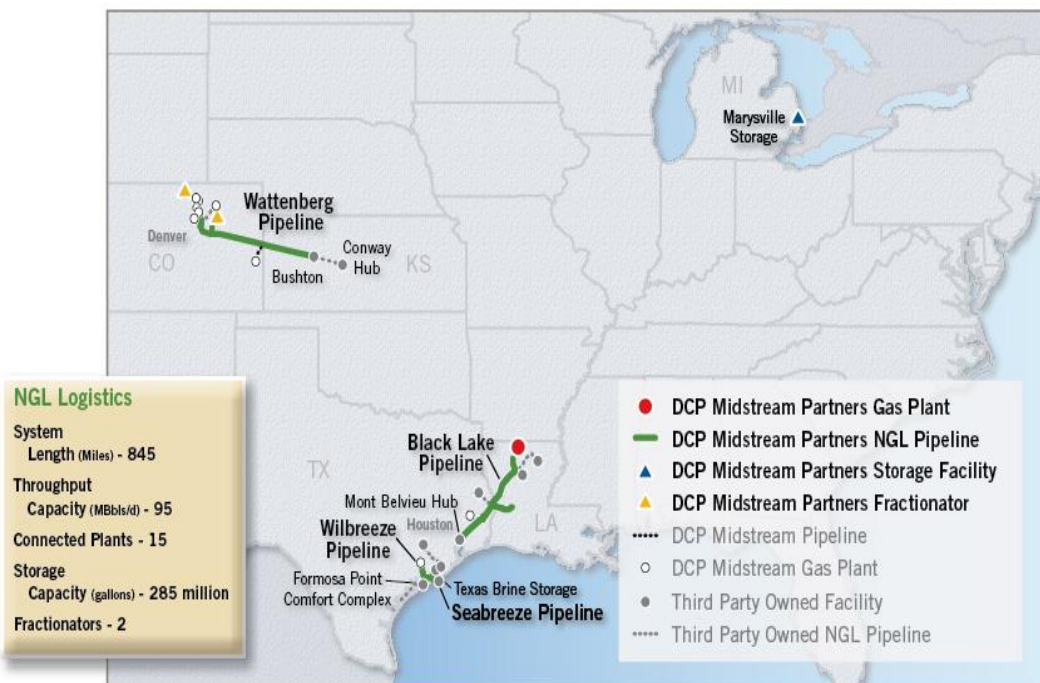 MI
Marysville
Storage
Wattenberg
Pipeline
Denver
CO
Conway
Hub
KS
Bushton
NGL Logistics
System
Length (Miles) - 845
Throughput
Capacity (MBbls/d) - 95
Connected Plants - 15
Storage
Capacity (gallons) - 285 million
Fractionators - 2
TX
Black Lake
Pipeline
Mont Belvieu Hub
Houston
LA
Wilbreeze
Pipeline
Formosa Point
Comfort Complex
Texas Brine Storage
Seabreeze Pipeline
DCP Midstream Partners Gas Plant
DCP Midstream Partners NGL Pipeline
DCP Midstream Partners Storage Facility
DCP Midstream Partners Fractionator
DCP Midstream Pipeline
DCP Midstream Gas Plant
Third Party Owned Facility
Third Party Owned NGL Pipeline